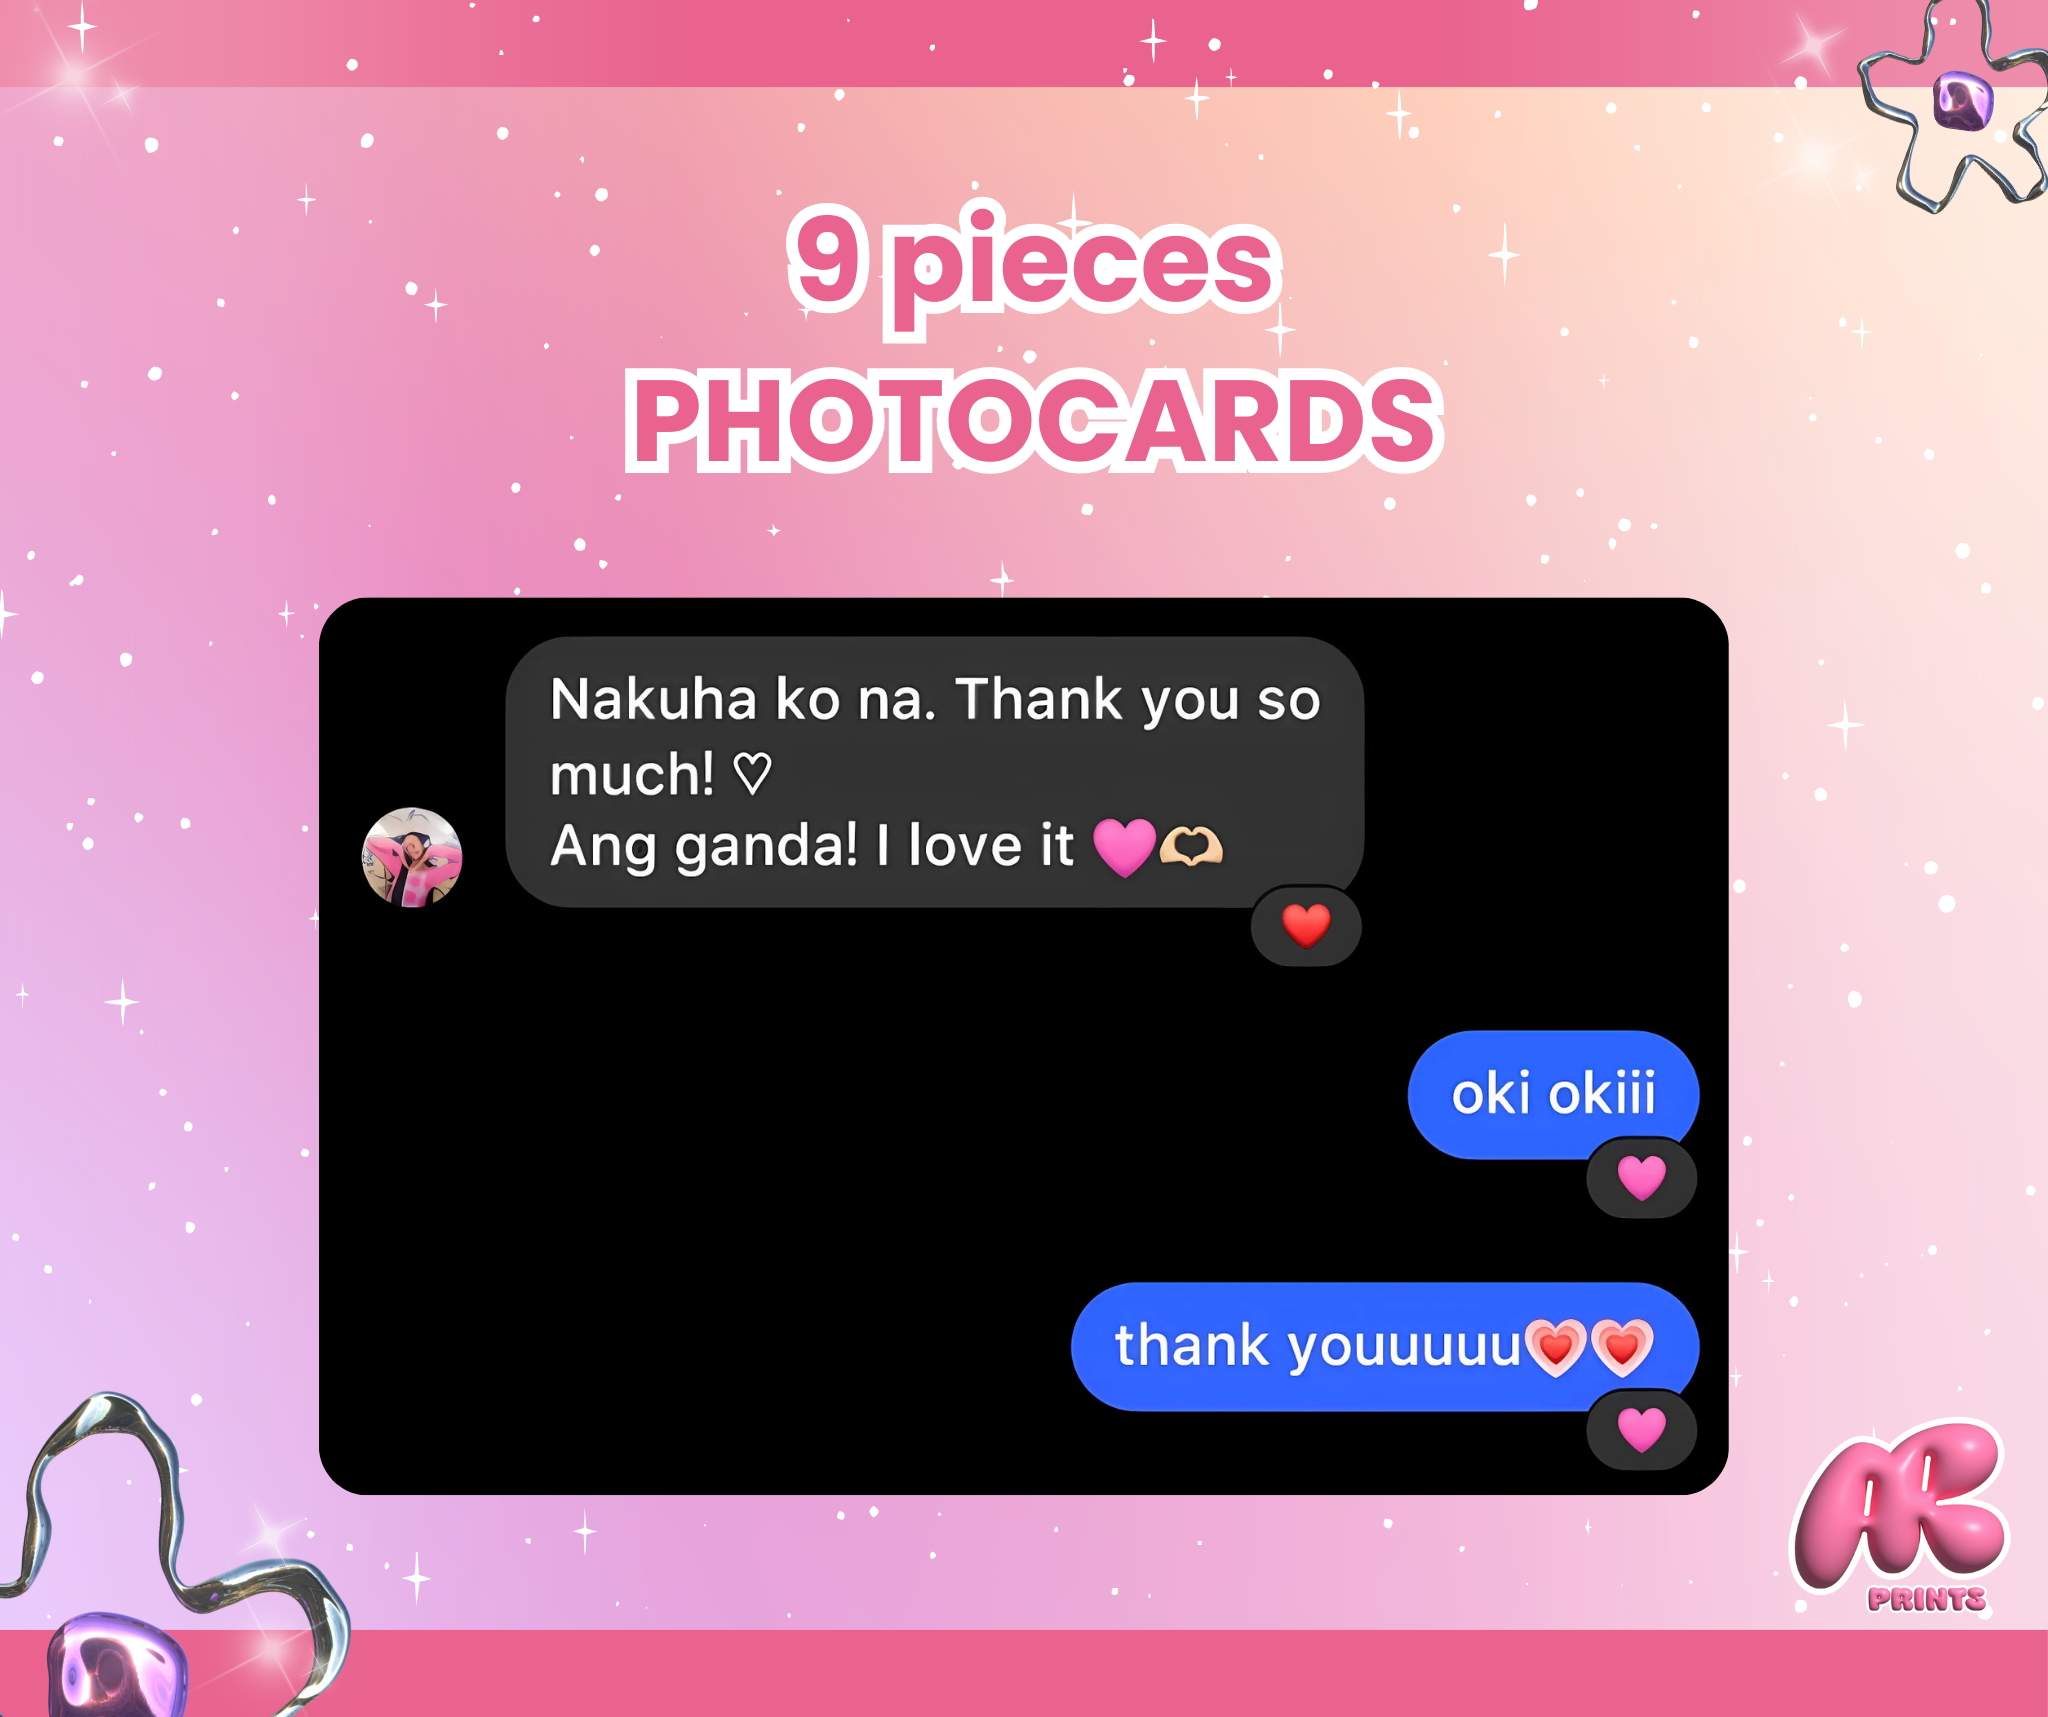 9 pieces
PHOTOCARDS
Nakuha ko na. Thank you so
much! ♡
Ang ganda! I love it 💗🫶🏼
oki okiii
thank youuuuu💗💗
AR
PRINTS